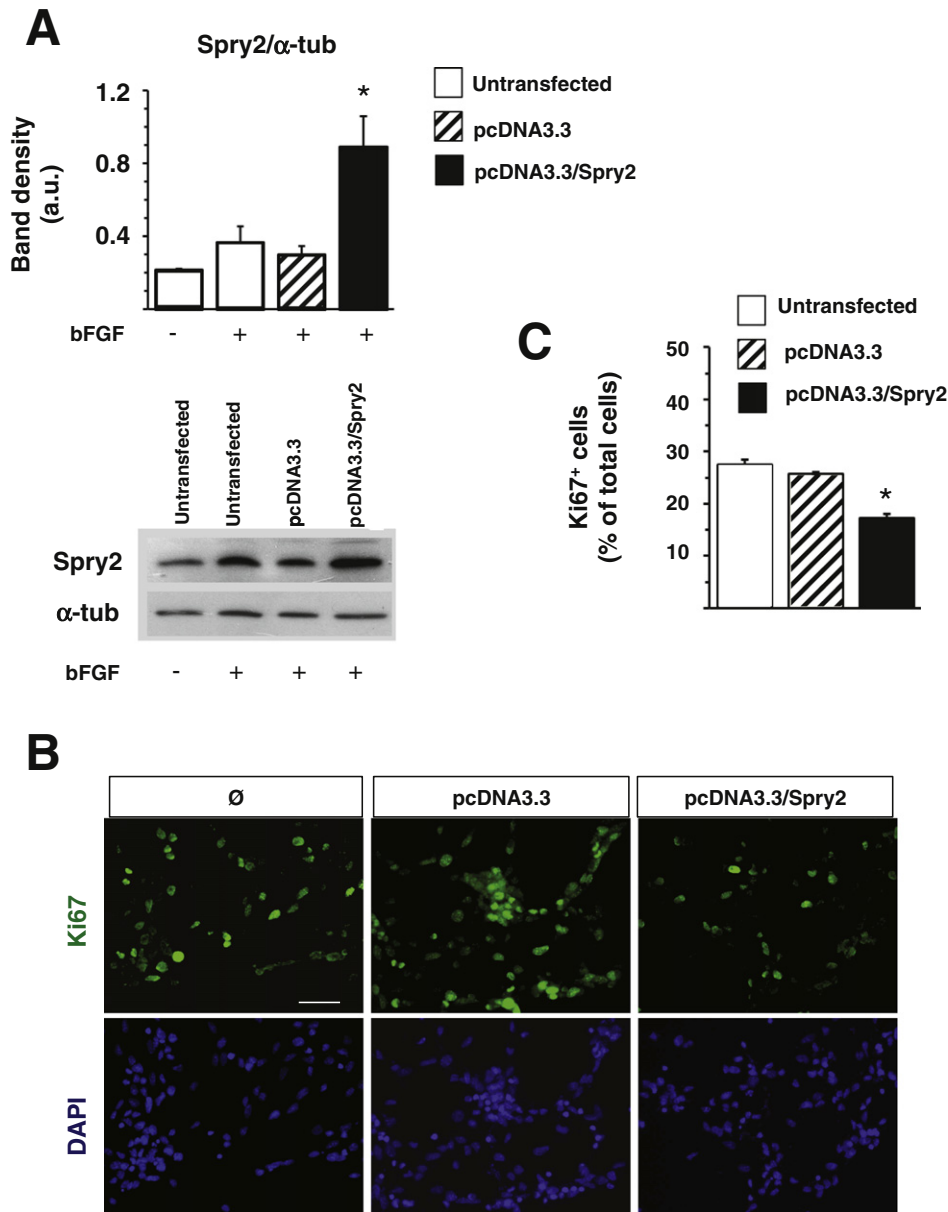 A
Spry2/α-tub
Untransfected
pcDNA3.3
pcDNA3.3/Spry2
Band density
(a.u.)
1.2
0.8
0.4
*
bFGF - + + +
Untransfected
Untransfected
pcDNA3.3
pcDNA3.3/Spry2
Spry2
α-tub
bFGF - + + +
C
Untransfected
pcDNA3.3
pcDNA3.3/Spry2
Ki67⁺ cells
(% of total cells)
50
40
30
20
10
*
B
Ø pcDNA3.3 pcDNA3.3/Spry2
Ki67
DAPI